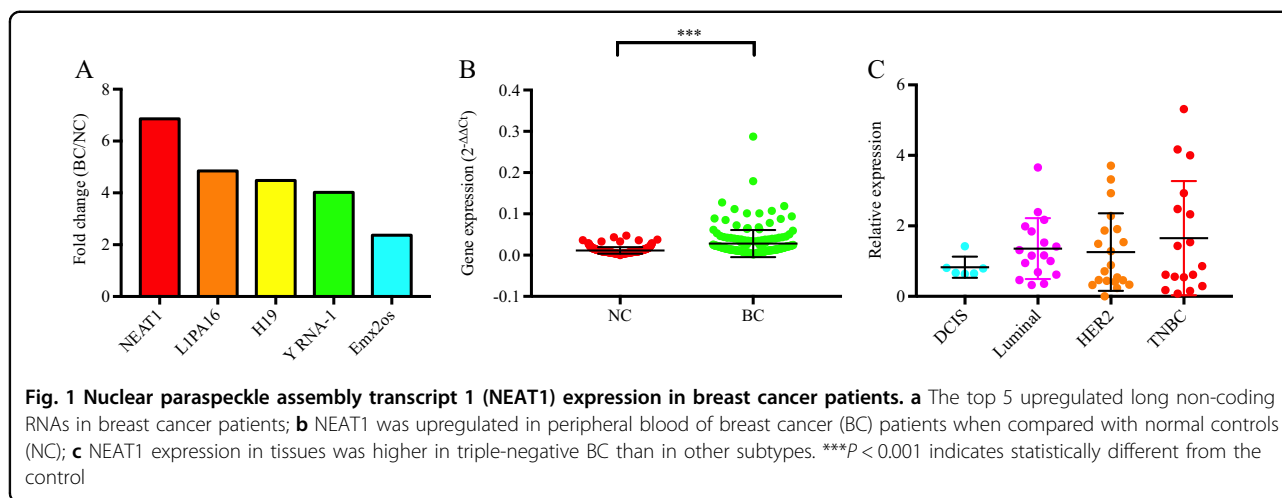 A
Fold change (BC/NC)
8
6
4
2
0
NEAT1
L1PA16
H19
Y RNA-1
Emx2os
B
***
Gene expression (2-ΔΔCt)
0.4
0.3
0.2
0.1
0.0
-0.1
NC
BC
C
Relative expression
6
4
2
0
DCIS
Luminal
HER2
TNBC
Fig. 1 Nuclear paraspeckle assembly transcript 1 (NEAT1) expression in breast cancer patients. a The top 5 upregulated long non-coding
RNAs in breast cancer patients; b NEAT1 was upregulated in peripheral blood of breast cancer (BC) patients when compared with normal controls
(NC); c NEAT1 expression in tissues was higher in triple-negative BC than in other subtypes. ***P < 0.001 indicates statistically different from the
control